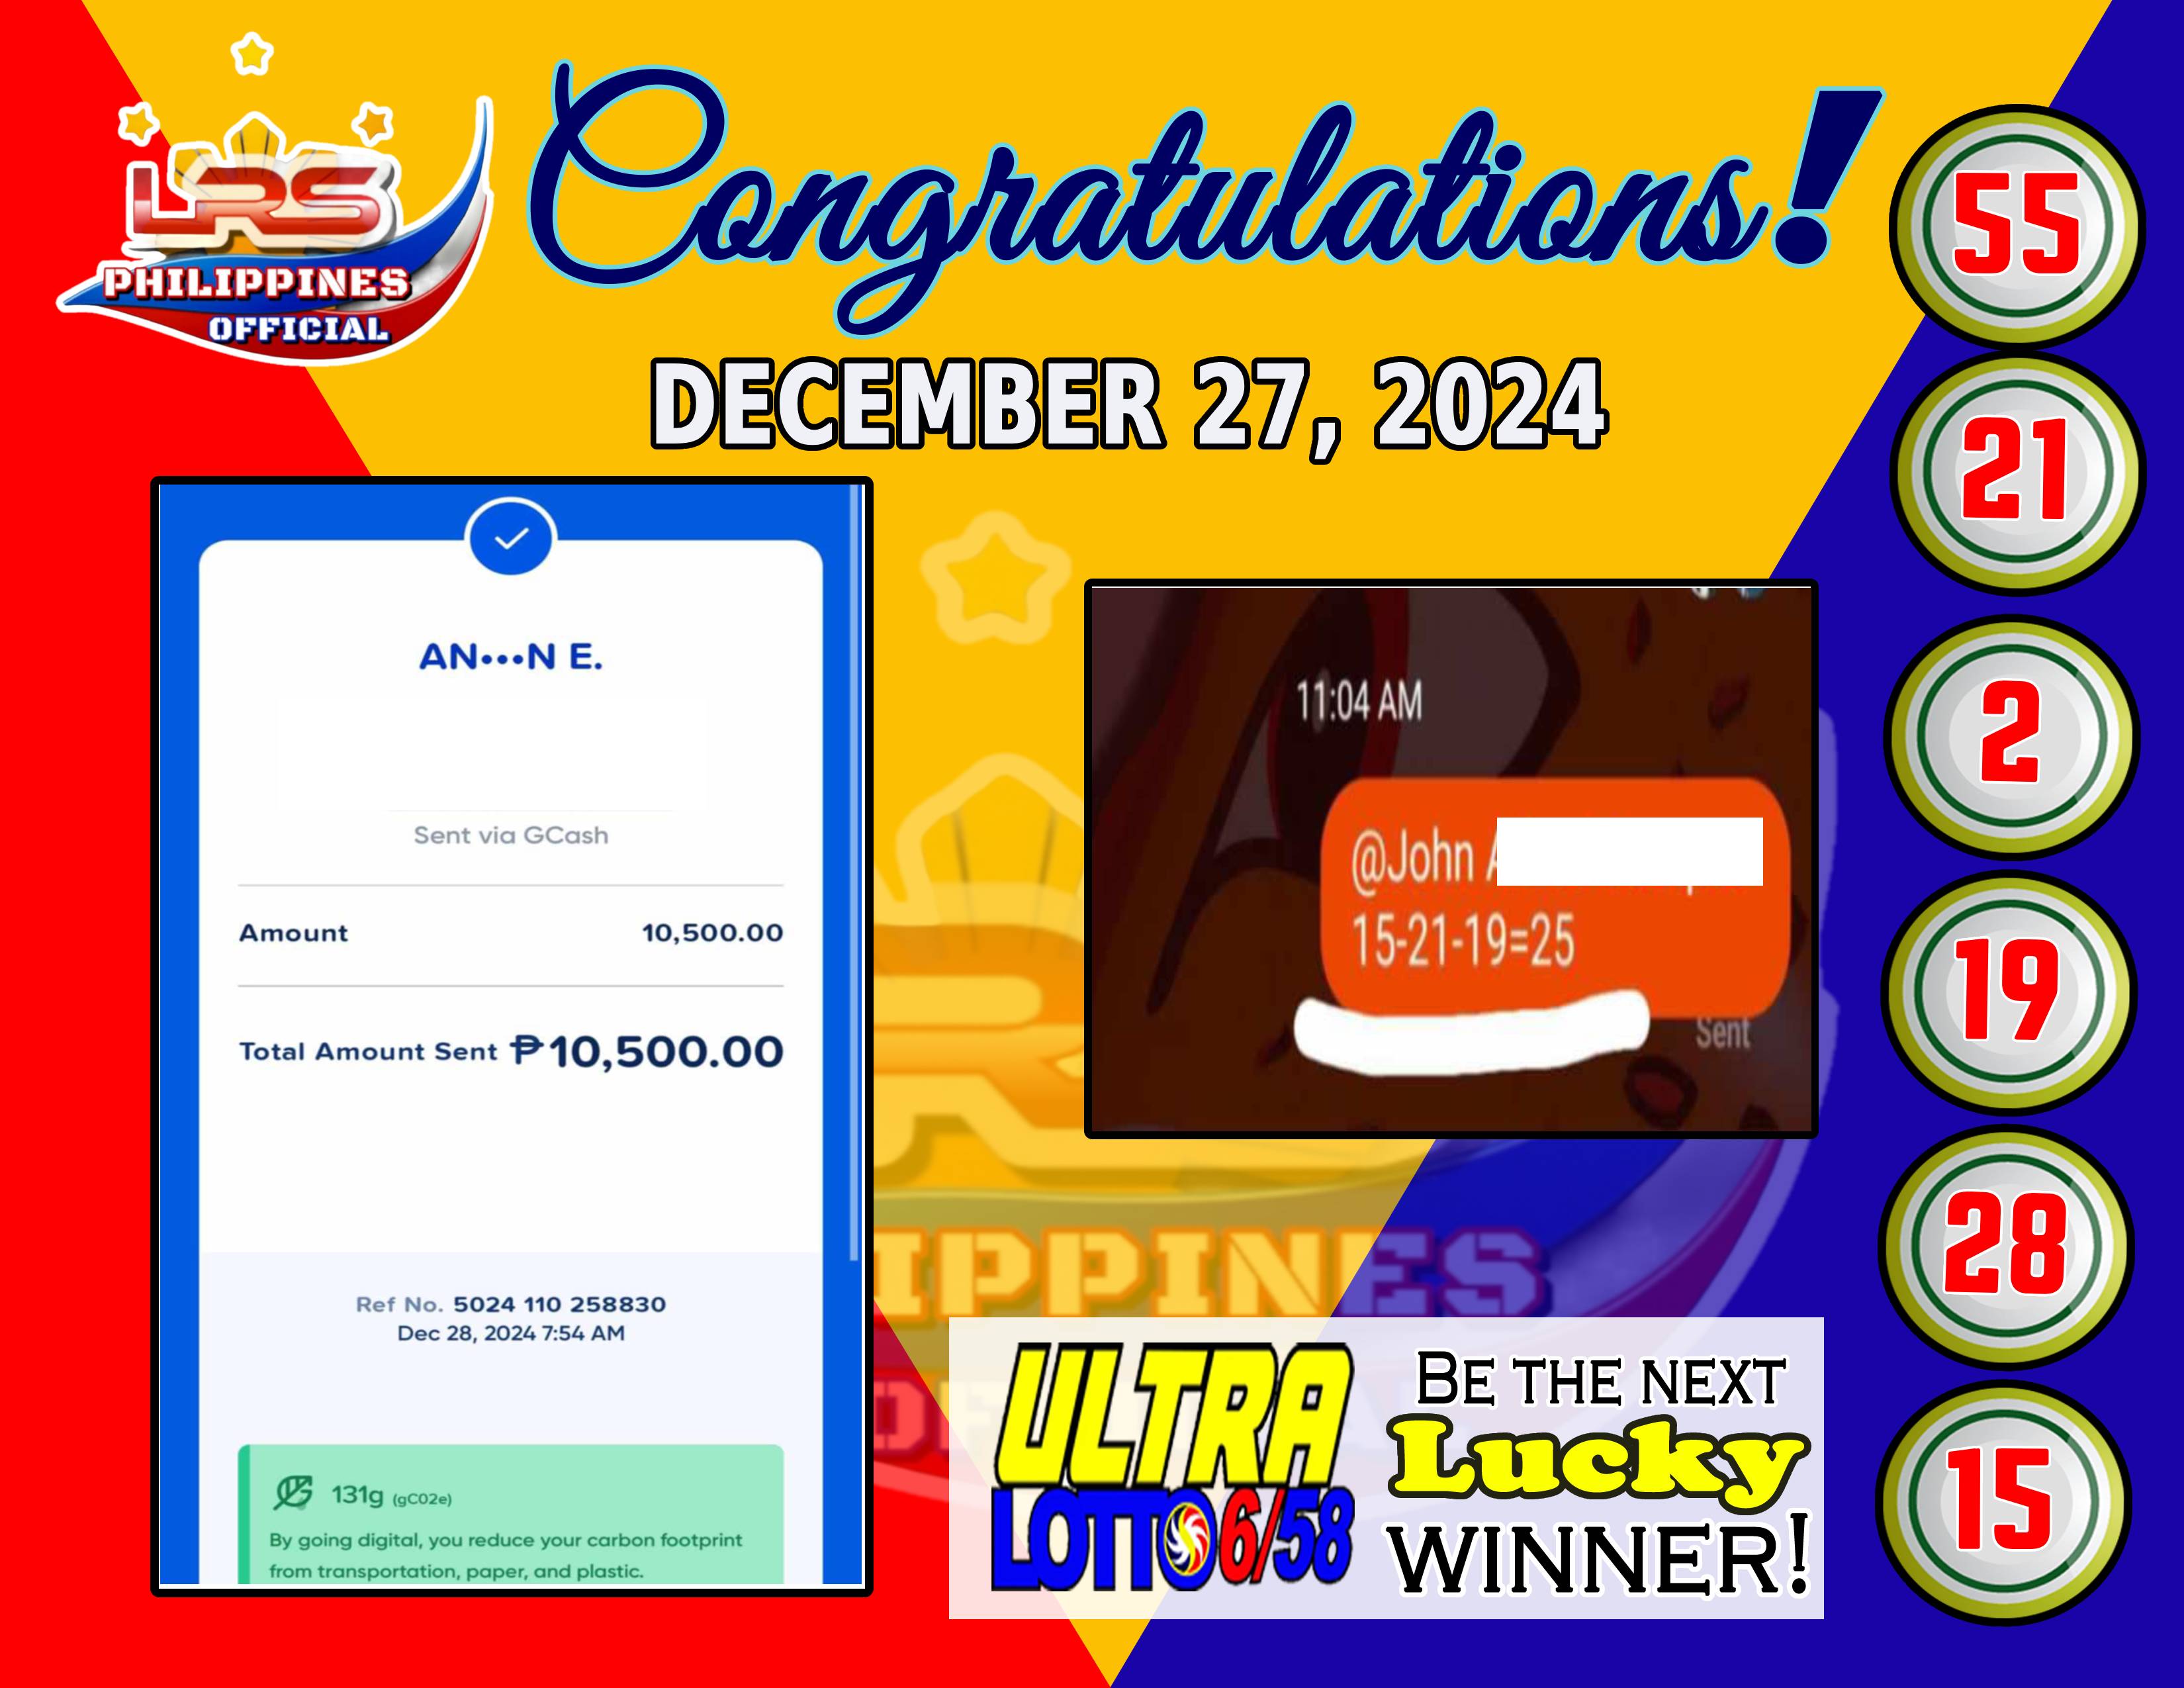 LRS
PHILIPPINES
OFFICIAL
Congratulations!
DECEMBER 27, 2024
AN•••N E.
Sent via GCash
Amount 10,500.00
Total Amount Sent ₱10,500.00
Ref No. 5024 110 258830
Dec 28, 2024 7:54 AM
131g (gCO2e)
By going digital, you reduce your carbon footprint
from transportation, paper, and plastic.
11:04 AM
@John A
15-21-19=25
Sent
IPPINES
ULTRA
LOTTO 6/58
BE THE NEXT
Lucky
WINNER!
55
21
2
19
28
15